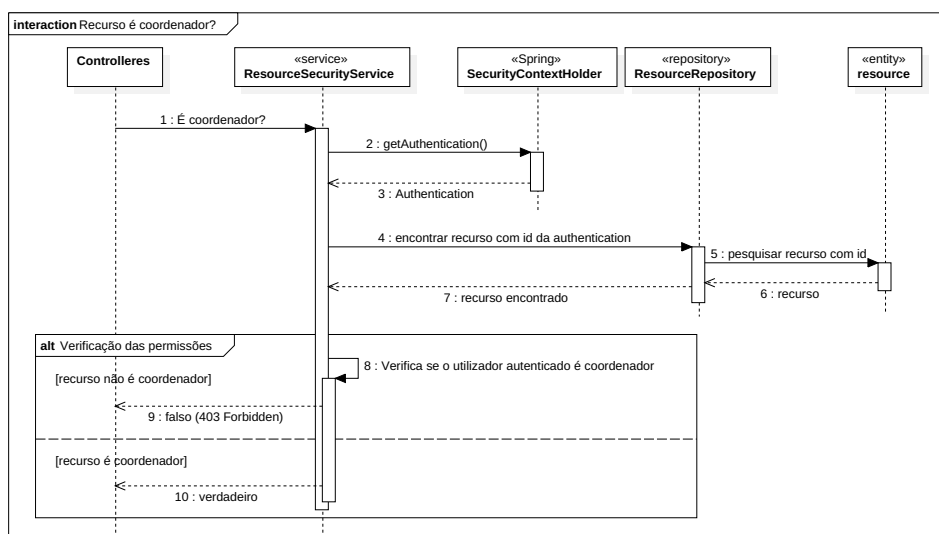 interaction Recurso é coordenador?
Controlleres
«service»
ResourceSecurityService
«Spring»
SecurityContextHolder
«repository»
ResourceRepository
«entity»
resource
1 : É coordenador?
2 : getAuthentication()
3 : Authentication
4 : encontrar recurso com id da authentication
5 : pesquisar recurso com id
6 : recurso
7 : recurso encontrado
alt Verificação das permissões
8 : Verifica se o utilizador autenticado é coordenador
[recurso não é coordenador]
9 : falso (403 Forbidden)
[recurso é coordenador]
10 : verdadeiro